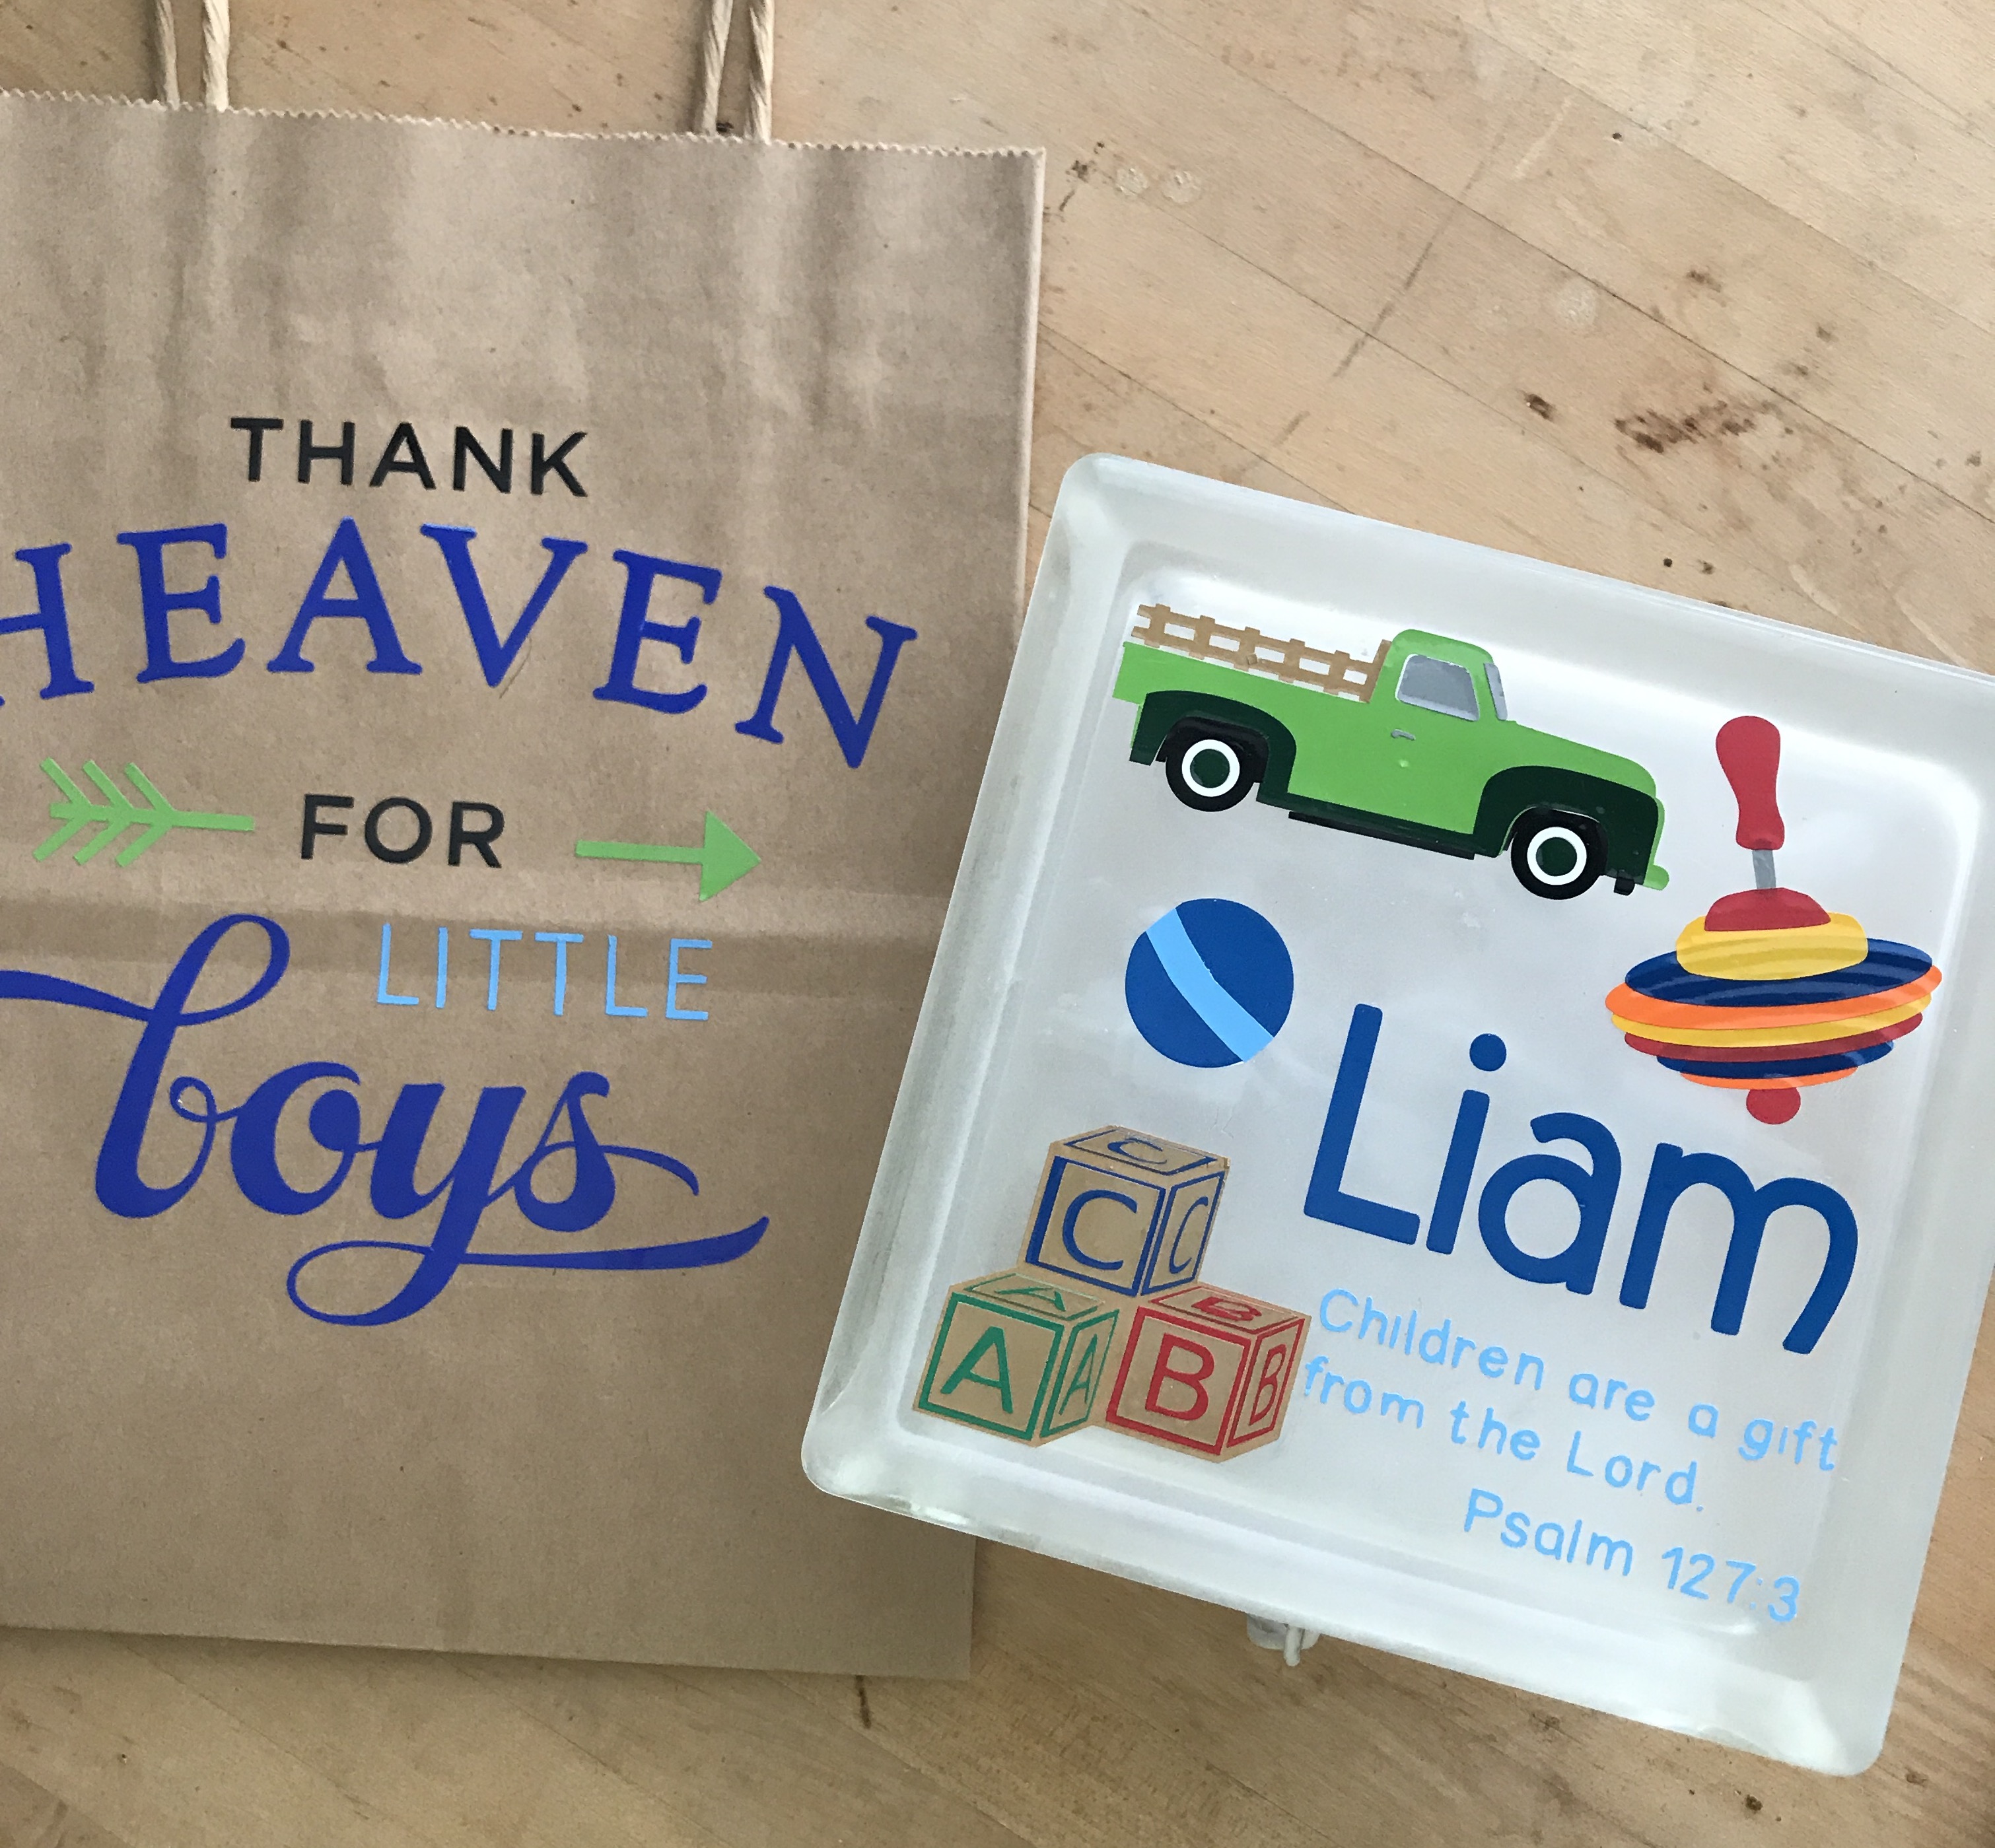 THANK
HEAVEN
FOR
LITTLE
boys
Liam
C
C
C
A
A
A
B
B
B
Children are a gift
from the Lord.
Psalm 127:3